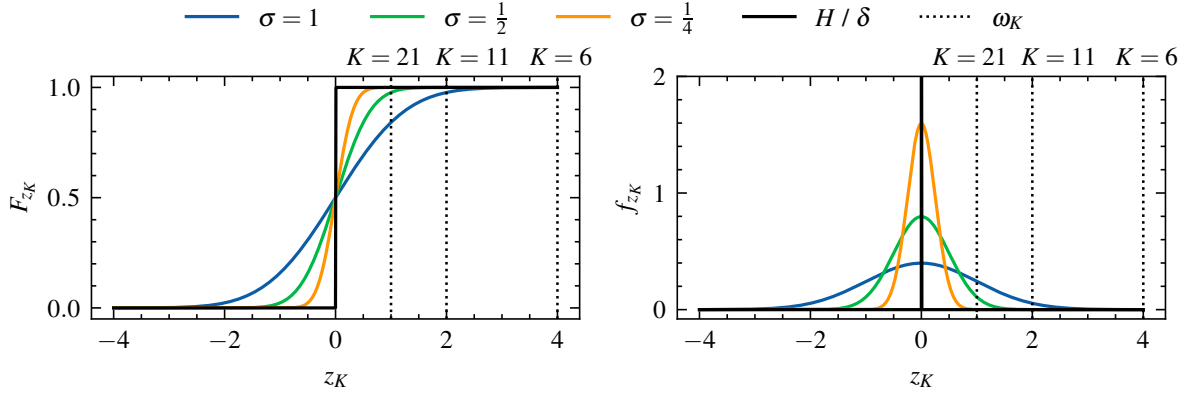 σ = 1
σ = 1/2
σ = 1/4
H / δ
ω_K
K = 21 K = 11 K = 6
K = 21 K = 11 K = 6
1.0
0.5
0.0
F_{z_K}
−4 −2 0 2 4
z_K
2
1
0
f_{z_K}
−4 −2 0 2 4
z_K